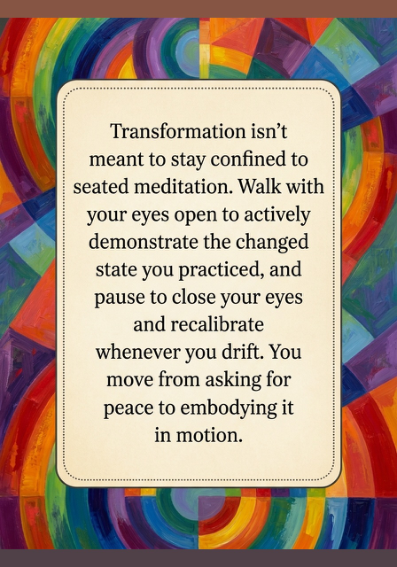 Transformation isn’t
meant to stay confined to
seated meditation. Walk with
your eyes open to actively
demonstrate the changed
state you practiced, and
pause to close your eyes
and recalibrate
whenever you drift. You
move from asking for
peace to embodying it
in motion.